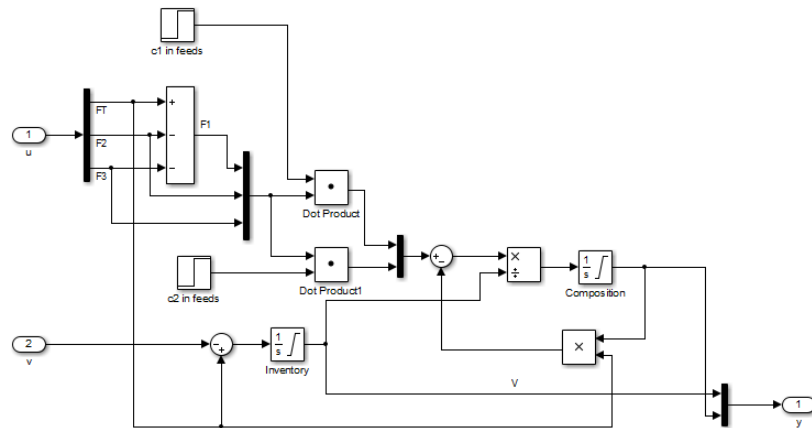 c1 in feeds
FT
+
F1
1
u
F2
−
F3
−
Dot Product
Dot Product1
c2 in feeds
+
−
×
÷
1
s
Composition
2
v
−
+
1
s
Inventory
×
V
1
y